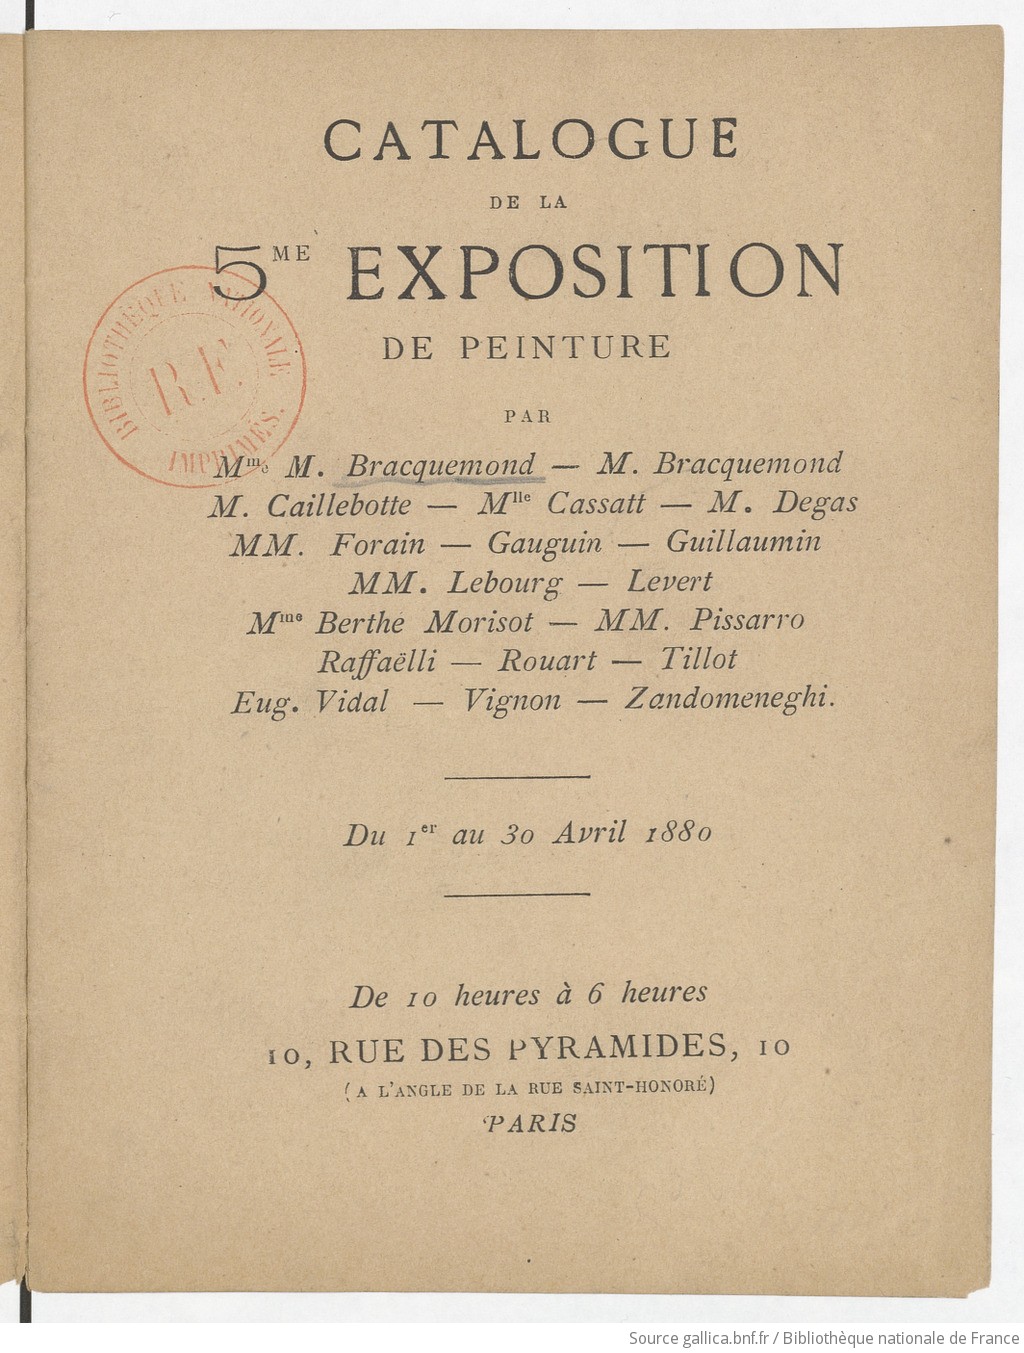 CATALOGUE
DE LA
5ME EXPOSITION
DE PEINTURE
PAR
BIBLIOTHÈQUE NATIONALE
R.F.
IMPRIMÉS.
Mme M. Bracquemond — M. Bracquemond
M. Caillebotte — Mlle Cassatt — M. Degas
MM. Forain — Gauguin — Guillaumin
MM. Lebourg — Levert
Mme Berthe Morisot — MM. Pissarro
Raffaëlli — Rouart — Tillot
Eug. Vidal — Vignon — Zandomeneghi.
Du 1er au 30 Avril 1880
De 10 heures à 6 heures
10, RUE DES PYRAMIDES, 10
(A L'ANGLE DE LA RUE SAINT-HONORÉ)
PARIS
Source gallica.bnf.fr / Bibliothèque nationale de France